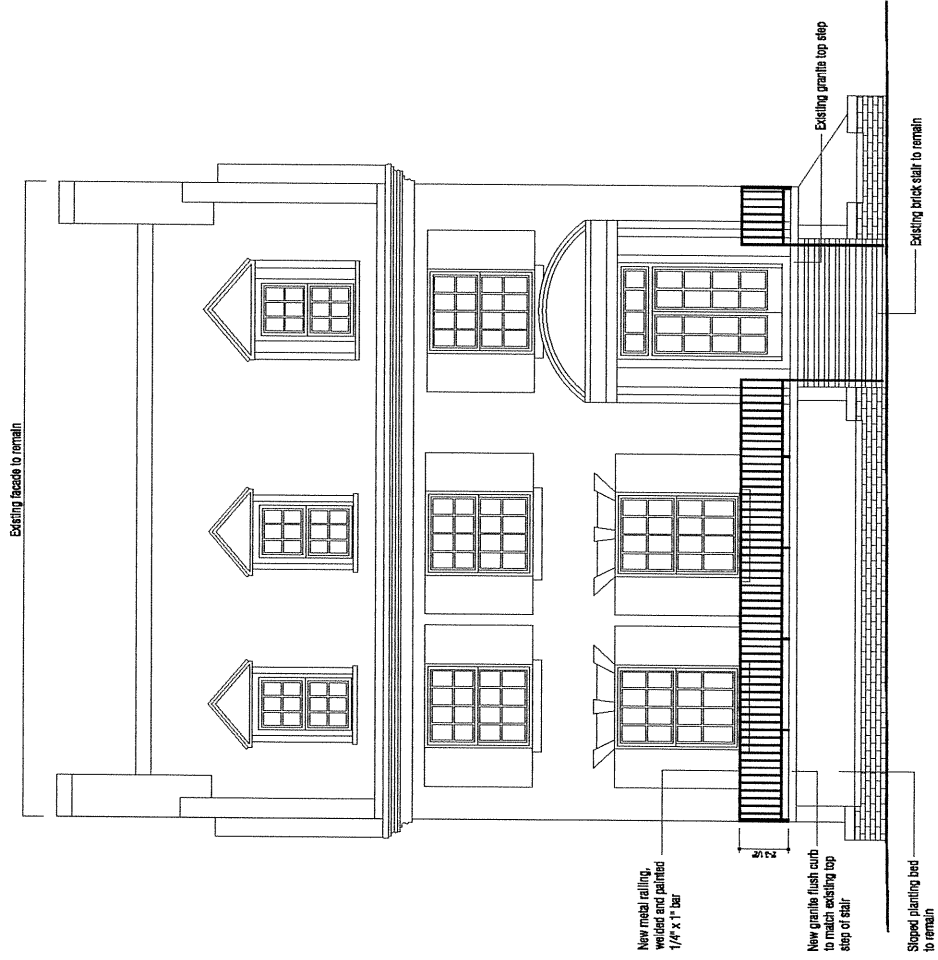 Existing facade to remain
Existing granite top step
Existing brick stair to remain
New metal railing,
welded and painted
1/4" x 1" bar
New granite flush curb
to match existing top
step of stair
Sloped planting bed
to remain